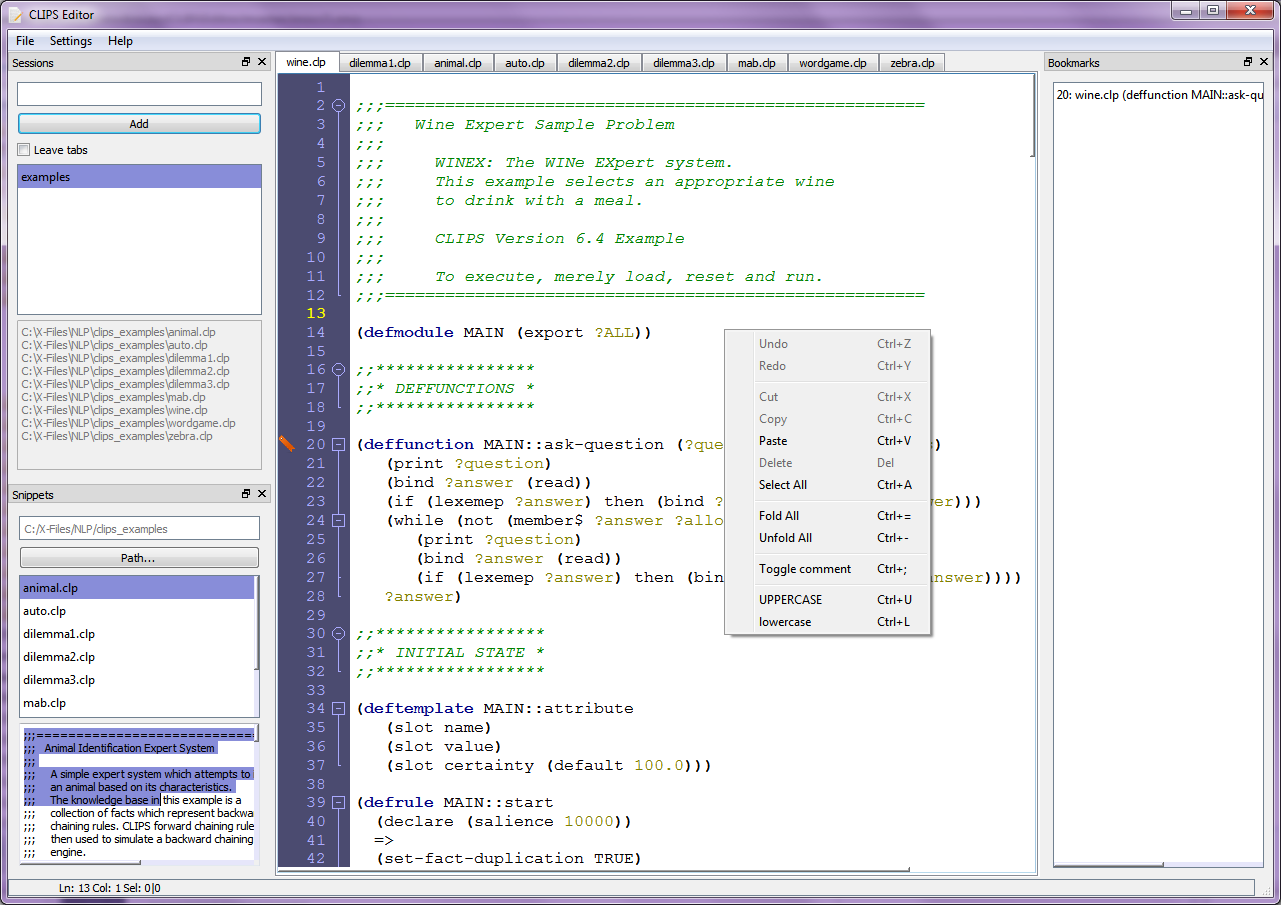 CLIPS Editor
File Settings Help
Sessions
Add
Leave tabs
examples
C:\X-Files\NLP\clips_examples\animal.clp
C:\X-Files\NLP\clips_examples\auto.clp
C:\X-Files\NLP\clips_examples\dilemma1.clp
C:\X-Files\NLP\clips_examples\dilemma2.clp
C:\X-Files\NLP\clips_examples\dilemma3.clp
C:\X-Files\NLP\clips_examples\mab.clp
C:\X-Files\NLP\clips_examples\wine.clp
C:\X-Files\NLP\clips_examples\wordgame.clp
C:\X-Files\NLP\clips_examples\zebra.clp
Snippets
C:/X-Files/NLP/clips_examples
Path...
animal.clp
auto.clp
dilemma1.clp
dilemma2.clp
dilemma3.clp
mab.clp
;;;==============================
;;; Animal Identification Expert System
;;;
;;; A simple expert system which attempts to
;;; an animal based on its characteristics.
;;; The knowledge base in this example is a
;;; collection of facts which represent backwa
;;; chaining rules. CLIPS forward chaining rule
;;; then used to simulate a backward chaining
;;; engine.
wine.clp dilemma1.clp animal.clp auto.clp dilemma2.clp dilemma3.clp mab.clp wordgame.clp zebra.clp
1
2 ;;;======================================================
3 ;;; Wine Expert Sample Problem
4 ;;;
5 ;;; WINEX: The WINe EXpert system.
6 ;;; This example selects an appropriate wine
7 ;;; to drink with a meal.
8 ;;;
9 ;;; CLIPS Version 6.4 Example
10 ;;;
11 ;;; To execute, merely load, reset and run.
12 ;;;======================================================
13
14 (defmodule MAIN (export ?ALL))
15
16 ;;****************
17 ;;* DEFFUNCTIONS *
18 ;;****************
19
20 (deffunction MAIN::ask-question (?que )
21 (print ?question)
22 (bind ?answer (read))
23 (if (lexemep ?answer) then (bind ? wer)))
24 (while (not (member$ ?answer ?allo
25 (print ?question)
26 (bind ?answer (read))
27 (if (lexemep ?answer) then (bin nswer))))
28 ?answer)
29
30 ;;*****************
31 ;;* INITIAL STATE *
32 ;;*****************
33
34 (deftemplate MAIN::attribute
35 (slot name)
36 (slot value)
37 (slot certainty (default 100.0)))
38
39 (defrule MAIN::start
40 (declare (salience 10000))
41 =>
42 (set-fact-duplication TRUE)
Undo Ctrl+Z
Redo Ctrl+Y
Cut Ctrl+X
Copy Ctrl+C
Paste Ctrl+V
Delete Del
Select All Ctrl+A
Fold All Ctrl+=
Unfold All Ctrl+-
Toggle comment Ctrl+;
UPPERCASE Ctrl+U
lowercase Ctrl+L
Bookmarks
20: wine.clp (deffunction MAIN::ask-qu
Ln: 13 Col: 1 Sel: 0|0